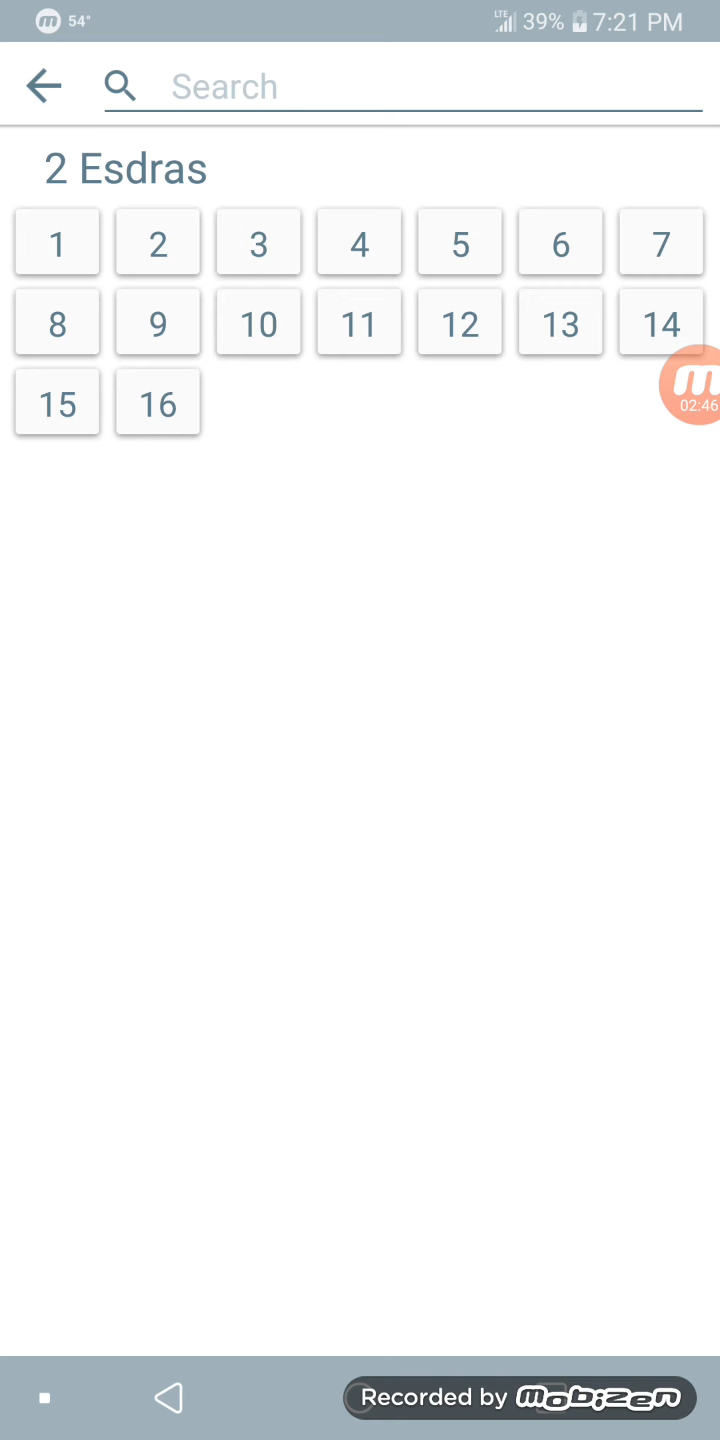 m 54° LTE 39% 7:21 PM
Search
2 Esdras
1 2 3 4 5 6 7
8 9 10 11 12 13 14
15 16
m
02:46
Recorded by mobizen